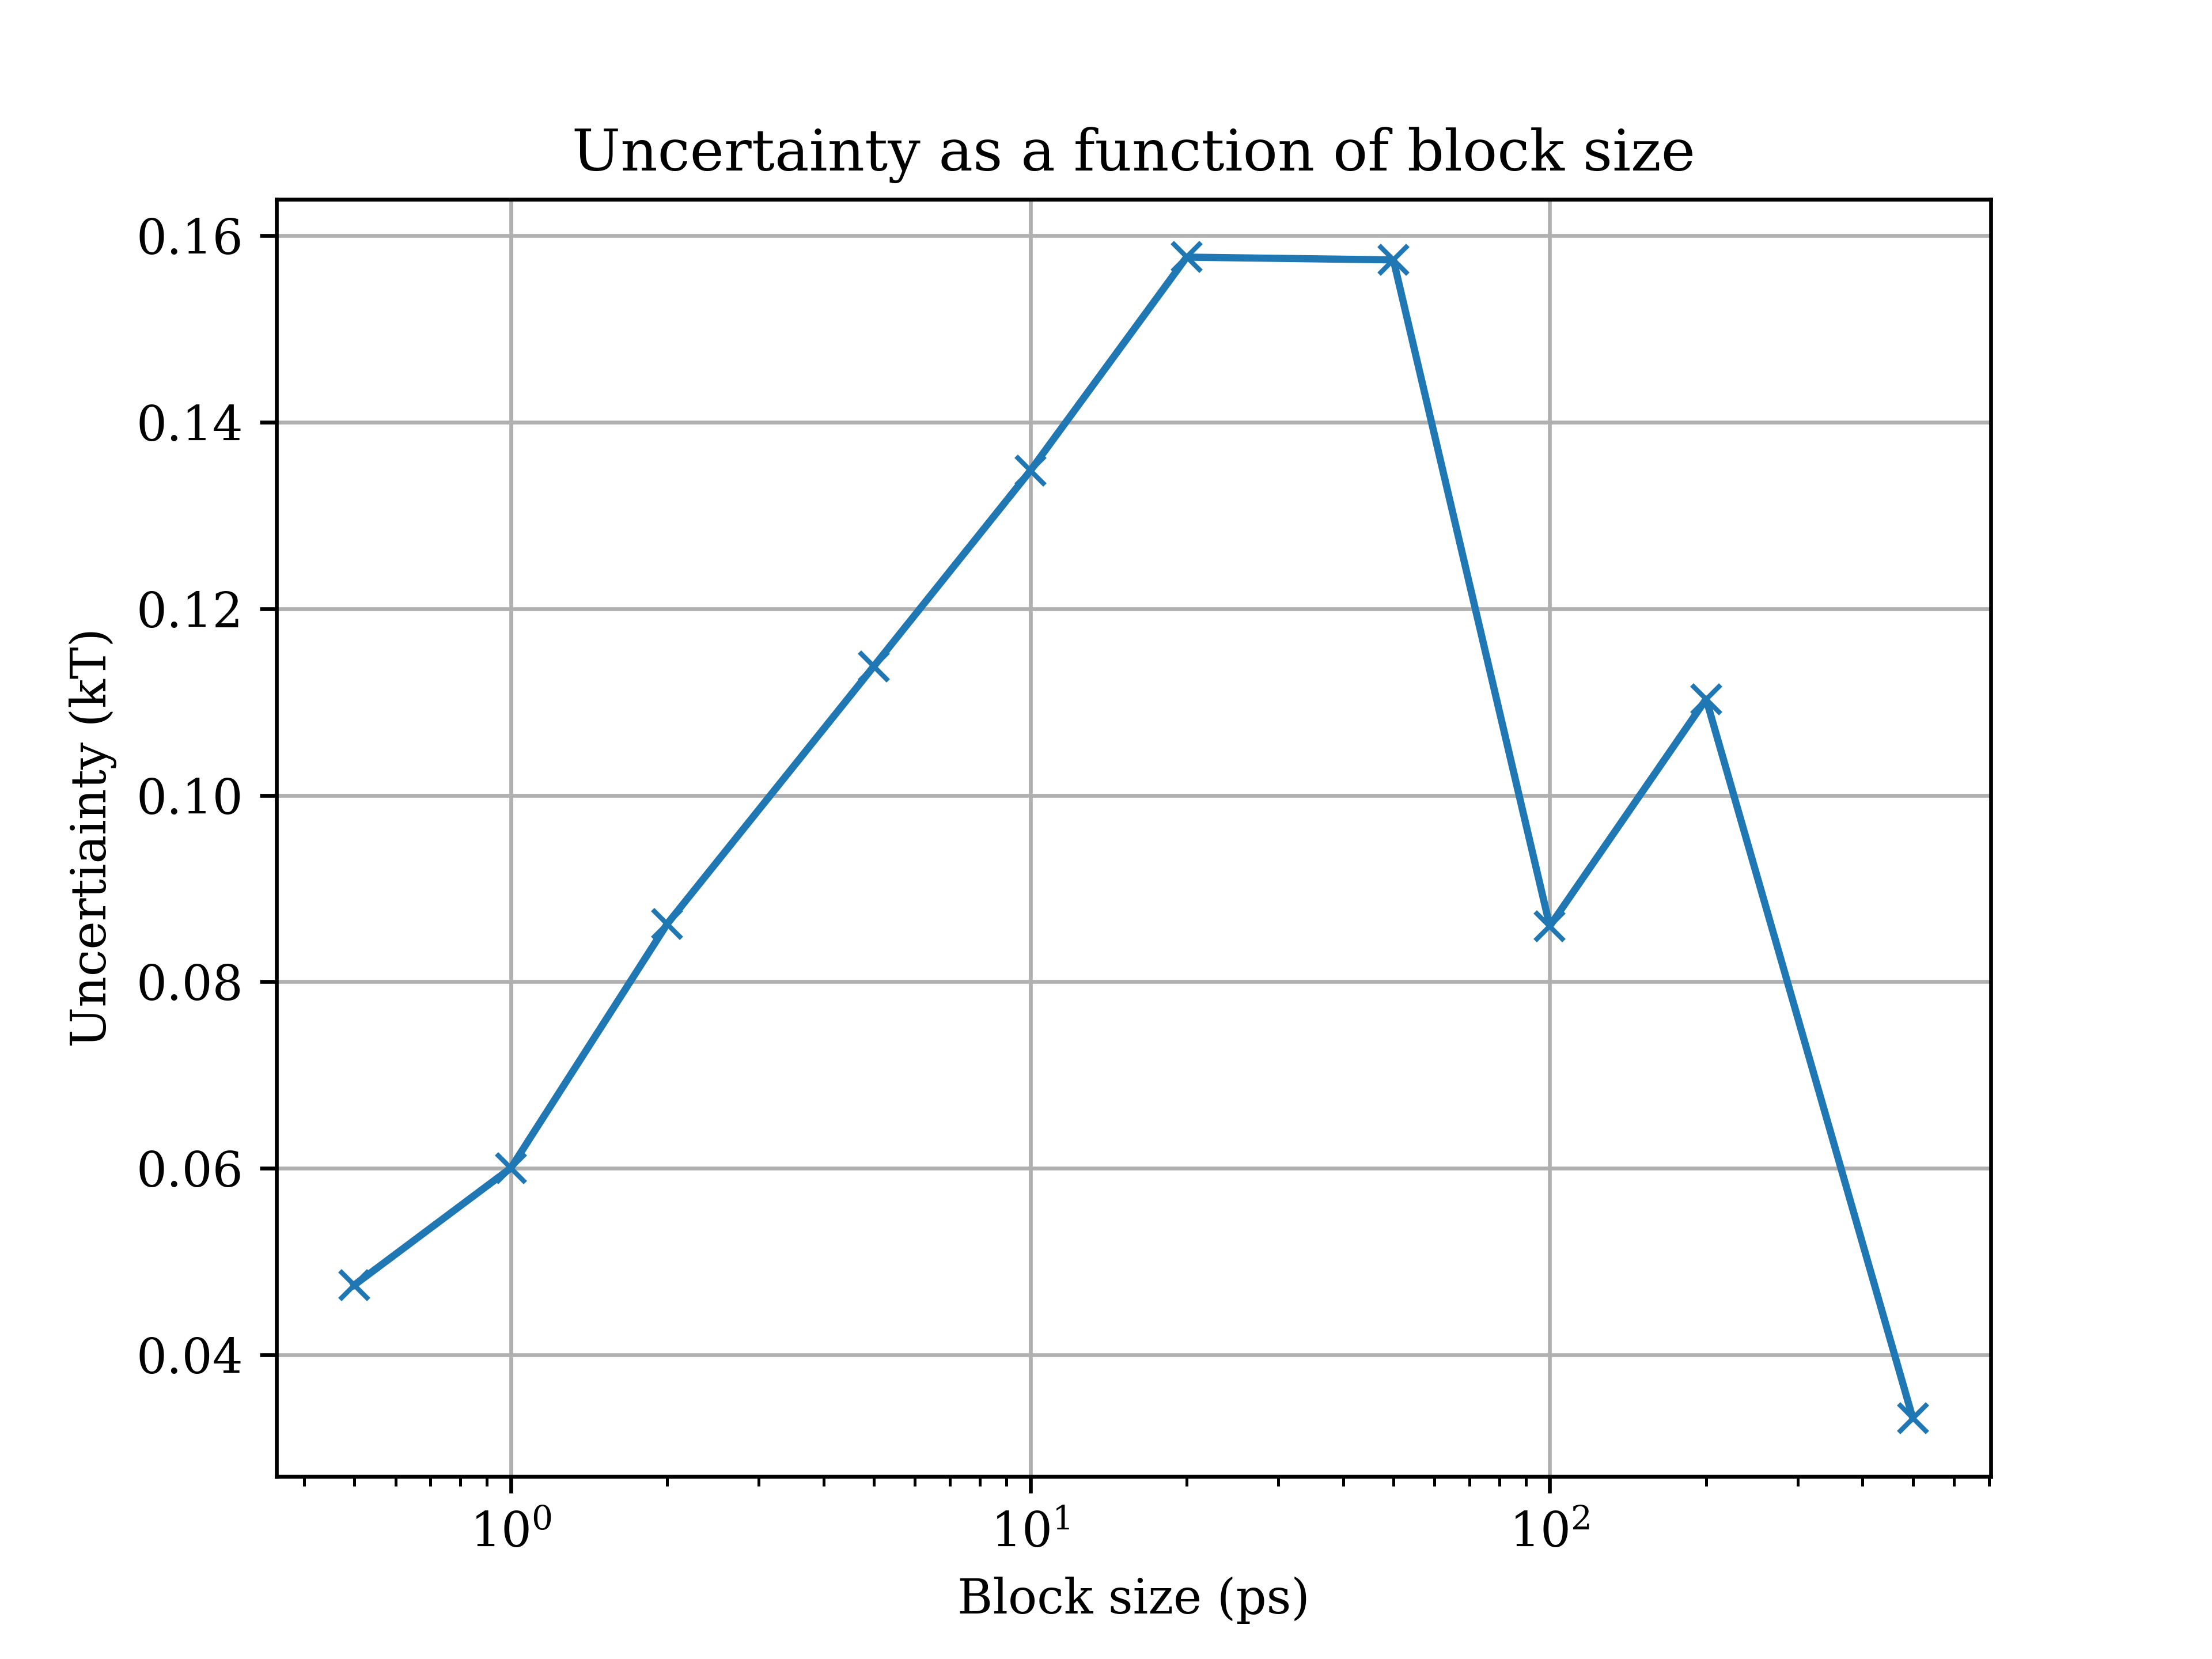 Uncertainty as a function of block size
0.16
0.14
0.12
0.10
0.08
0.06
0.04
Uncertiainty (kT)
10⁰ 10¹ 10²
Block size (ps)